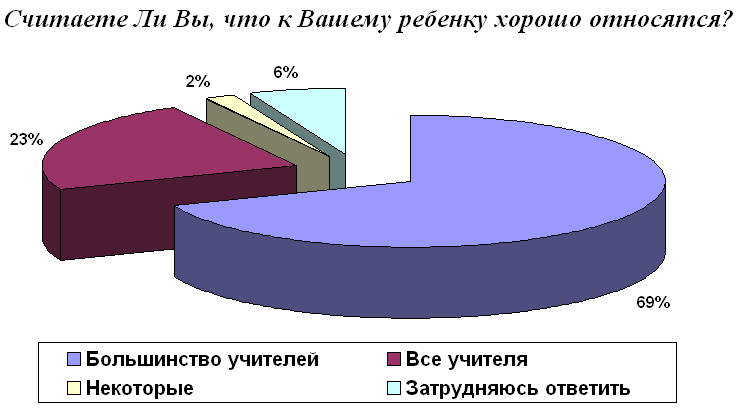 Считаете Ли Вы, что к Вашему ребенку хорошо относятся?
2%
6%
23%
69%
Большинство учителей
Все учителя
Некоторые
Затрудняюсь ответить